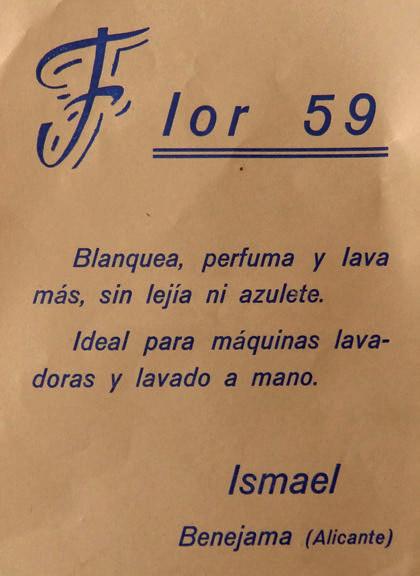 Flor 59
Blanquea, perfuma y lava
más, sin lejía ni azulete.
Ideal para máquinas lava-
doras y lavado a mano.
Ismael
Benejama (Alicante)